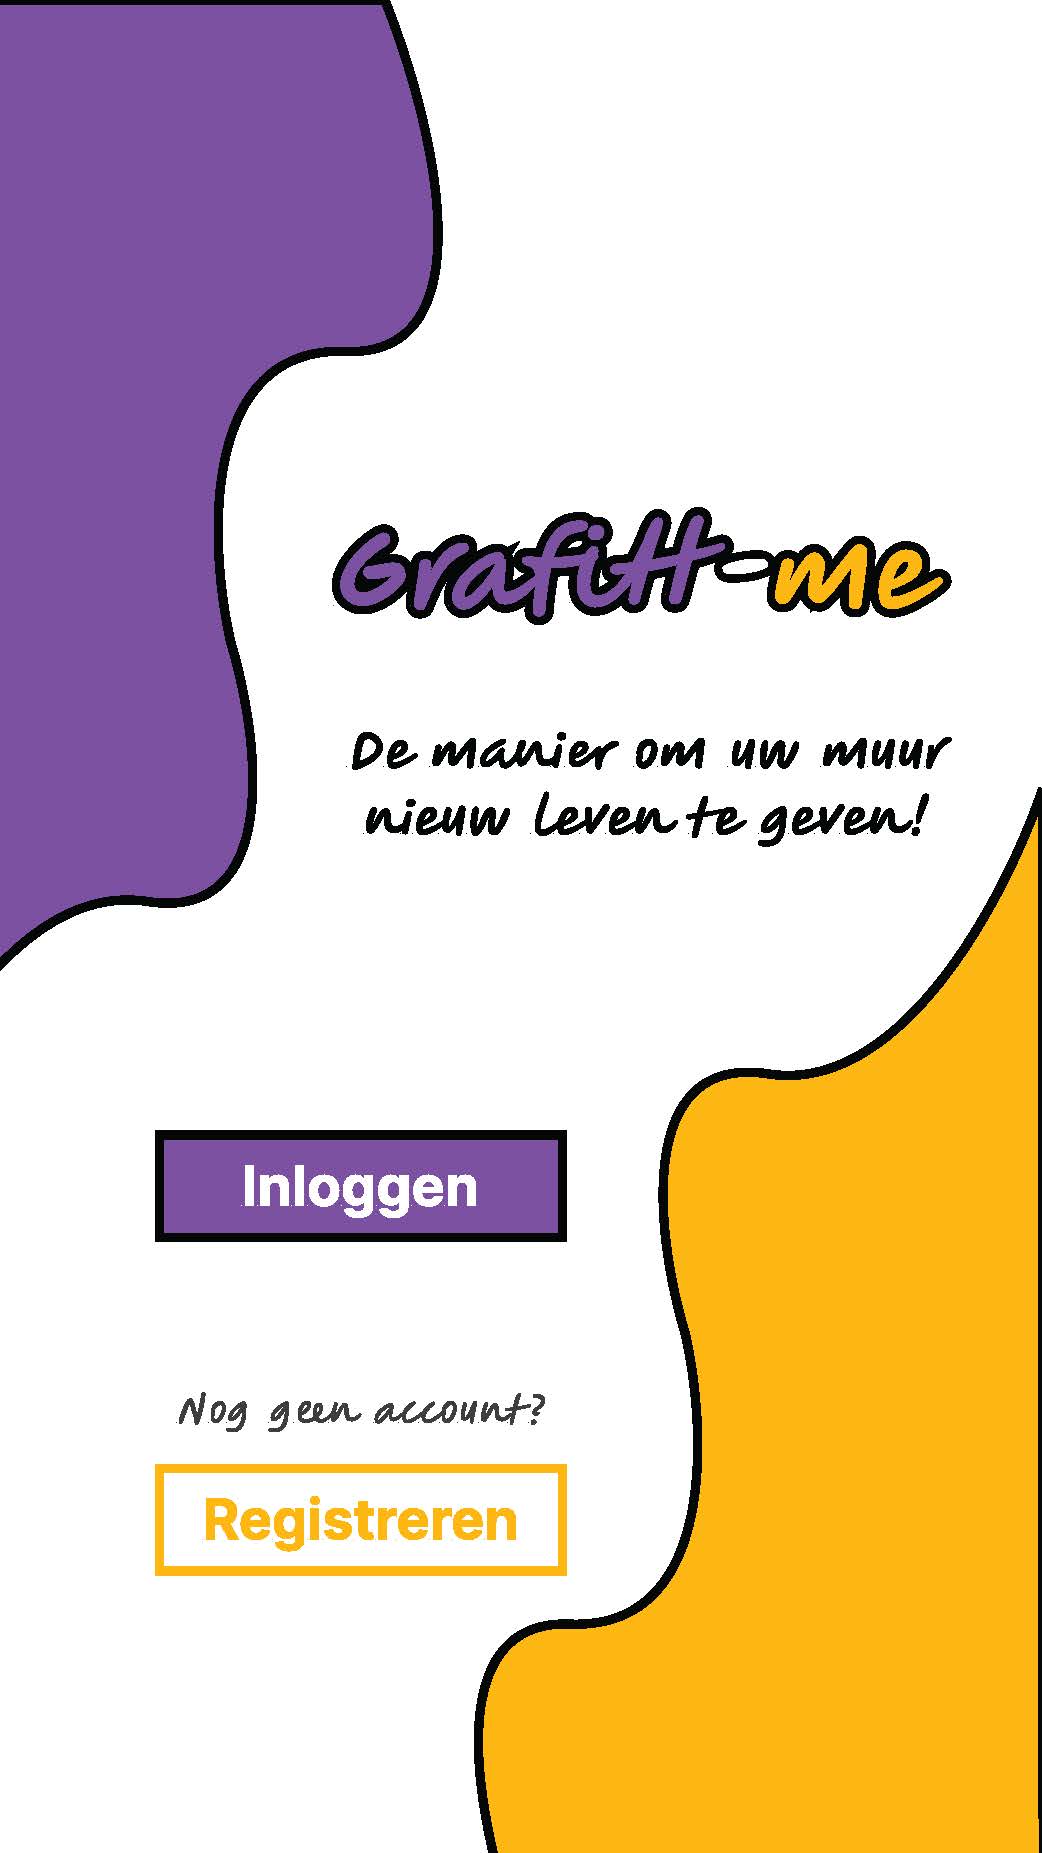 Grafitt-me
De manier om uw muur
nieuw leven te geven!
Inloggen
Nog geen account?
Registreren